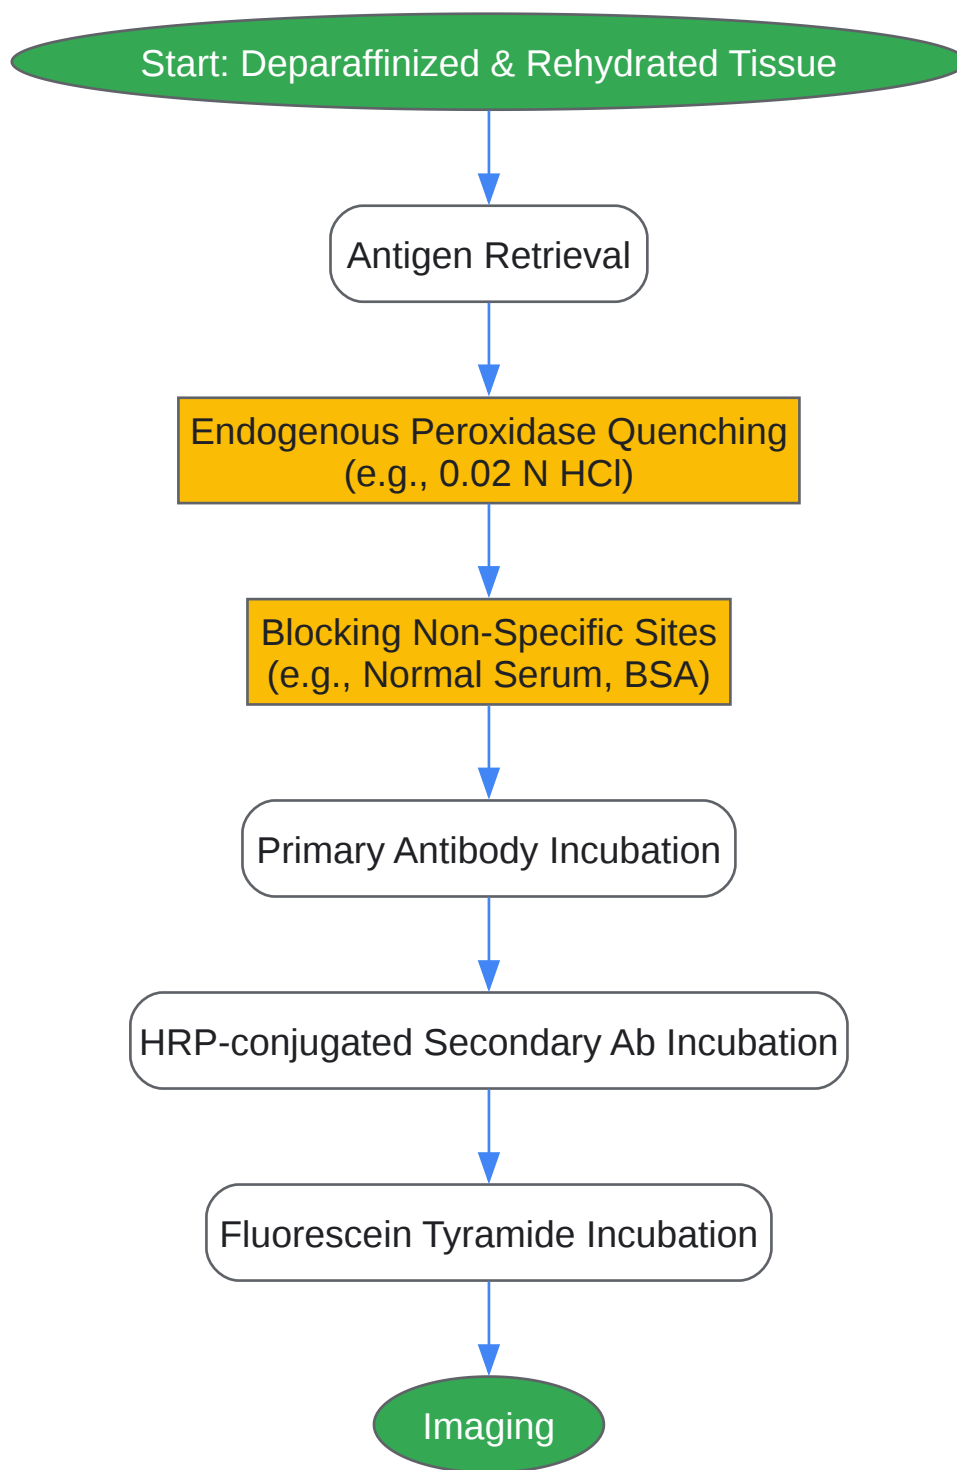 Start: Deparaffinized & Rehydrated Tissue
Antigen Retrieval
Endogenous Peroxidase Quenching
(e.g., 0.02 N HCl)
Blocking Non-Specific Sites
(e.g., Normal Serum, BSA)
Primary Antibody Incubation
HRP-conjugated Secondary Ab Incubation
Fluorescein Tyramide Incubation
Imaging